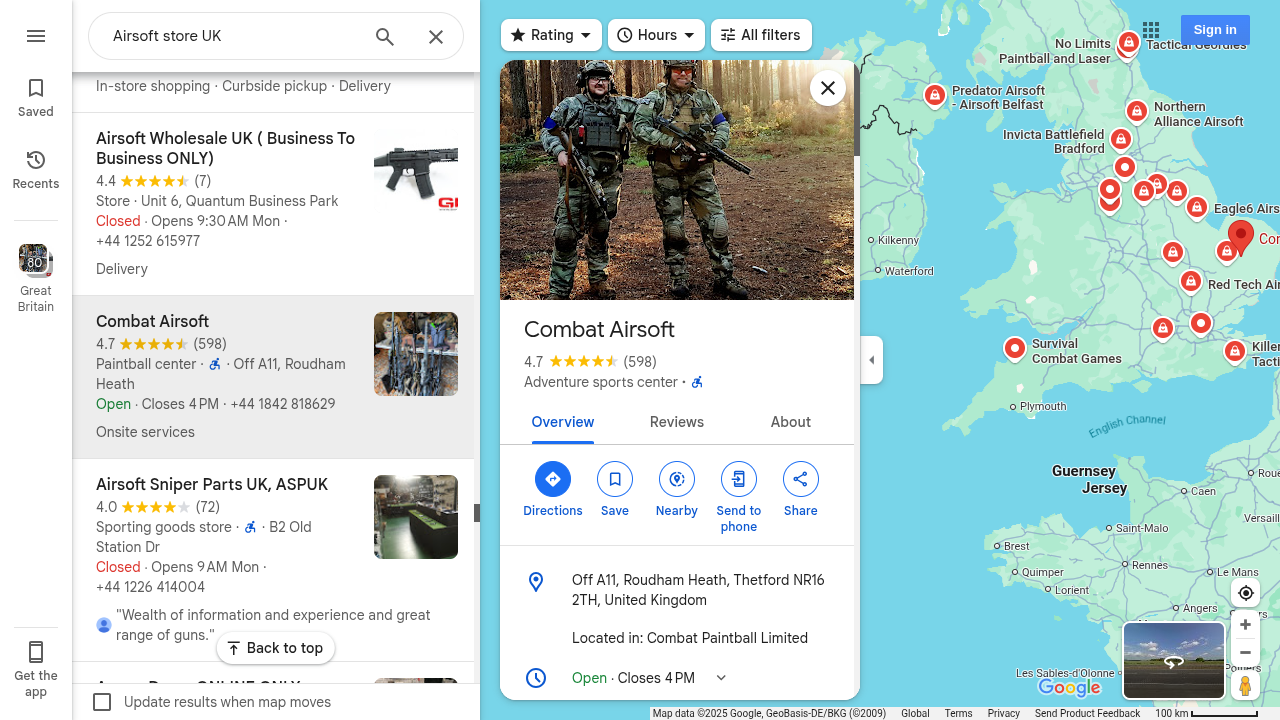 Airsoft store UK
Saved
Recents
80
Great
Britain
Get the
app
In-store shopping · Curbside pickup · Delivery
Airsoft Wholesale UK ( Business To
Business ONLY)
4.4 (7)
Store · Unit 6, Quantum Business Park
Closed · Opens 9:30 AM Mon ·
+44 1252 615977
Delivery
Combat Airsoft
4.7 (598)
Paintball center · · Off A11, Roudham
Heath
Open · Closes 4 PM · +44 1842 818629
Onsite services
Airsoft Sniper Parts UK, ASPUK
4.0 (72)
Sporting goods store · · B2 Old
Station Dr
Closed · Opens 9 AM Mon ·
+44 1226 414004
"Wealth of information and experience and great
range of guns."
Back to top
Update results when map moves
Rating
Hours
All filters
Sign in
Combat Airsoft
4.7 (598)
Adventure sports center ·
Overview
Reviews
About
Directions
Save
Nearby
Send to
phone
Share
Off A11, Roudham Heath, Thetford NR16
2TH, United Kingdom
Located in: Combat Paintball Limited
Open · Closes 4 PM
No Limits
Paintball and Laser
Tactical Geordies
Predator Airsoft
- Airsoft Belfast
Northern
Alliance Airsoft
Invicta Battlefield
Bradford
Eagle6 Airs
Com
Kilkenny
Waterford
Red Tech Air
Survival
Combat Games
Killer
Tacti
Plymouth
English Channel
Guernsey
Jersey
Caen
Roue
Saint-Malo
Versaill
Brest
Rennes
Quimper
Le Mans
Lorient
Angers
Les Sables-d'Olonne
Poitiers
Google
Map data ©2025 Google, GeoBasis-DE/BKG (©2009)
Global
Terms
Privacy
Send Product Feedback
100 km